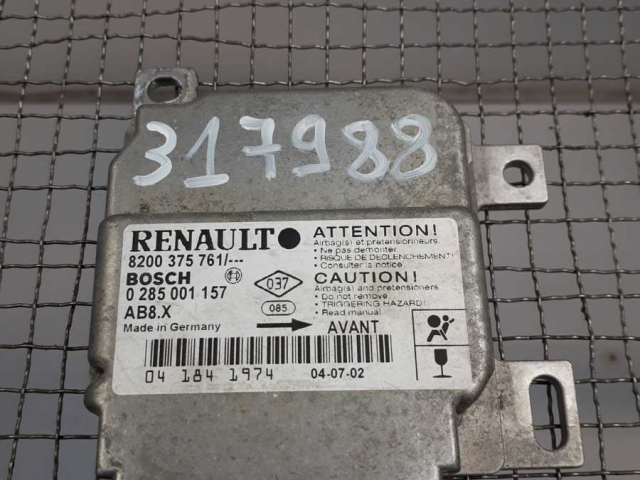 317988
RENAULT
8200 375 761/---
BOSCH
0 285 001 157
AB8.X
Made in Germany
037
085
AVANT
ATTENTION!
Airbag(s) et pretensionneurs.
• Ne pas demonter.
• RISQUE DE DECLENCHEMENT!
• Consulter la notice.
CAUTION!
Airbag(s) and pretensioners
• Do not remove.
• TRIGGERING HAZARD!
• Read manual.
04 184 1974
04-07-02